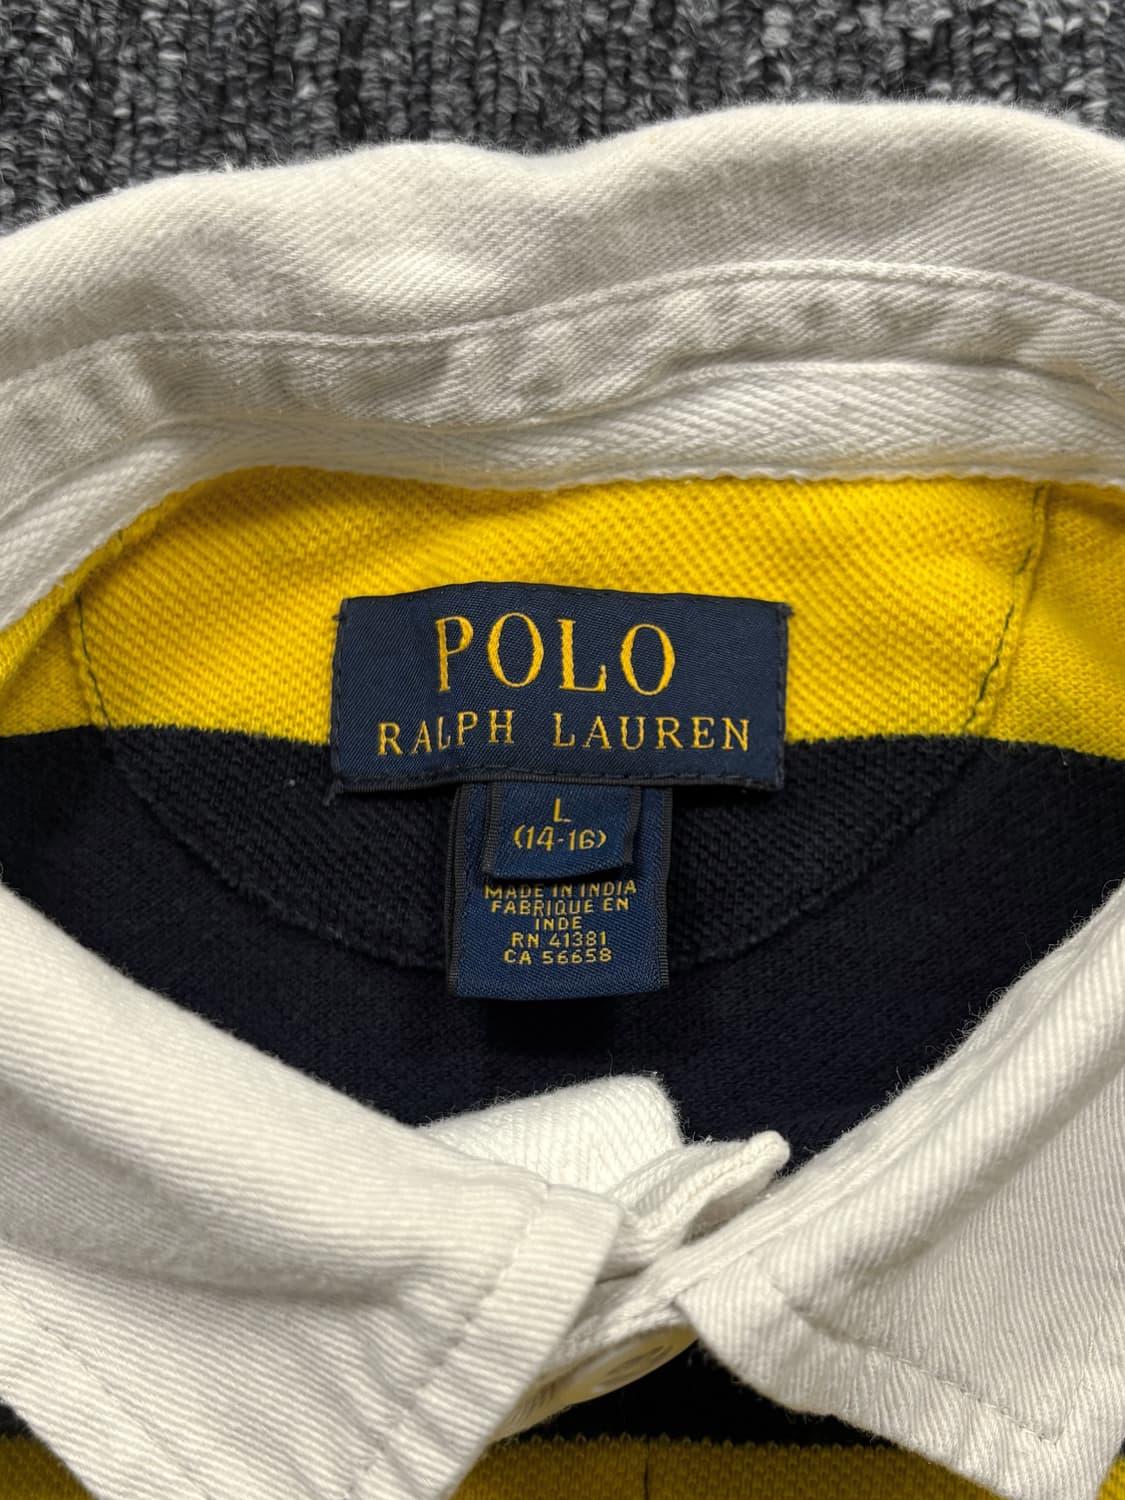 POLO
RALPH LAUREN
L
(14-16)
MADE IN INDIA
FABRIQUE EN
INDE
RN 41381
CA 56658